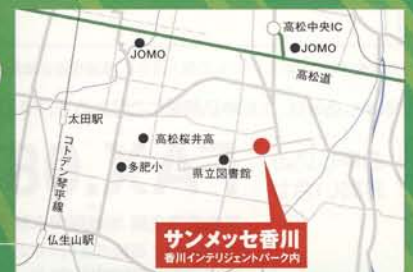 高松中央IC
JOMO
JOMO
高松道
太田駅
コトデン琴平線
高松桜井高
多肥小
県立図書館
仏生山駅
サンメッセ香川
香川インテリジェントパーク内